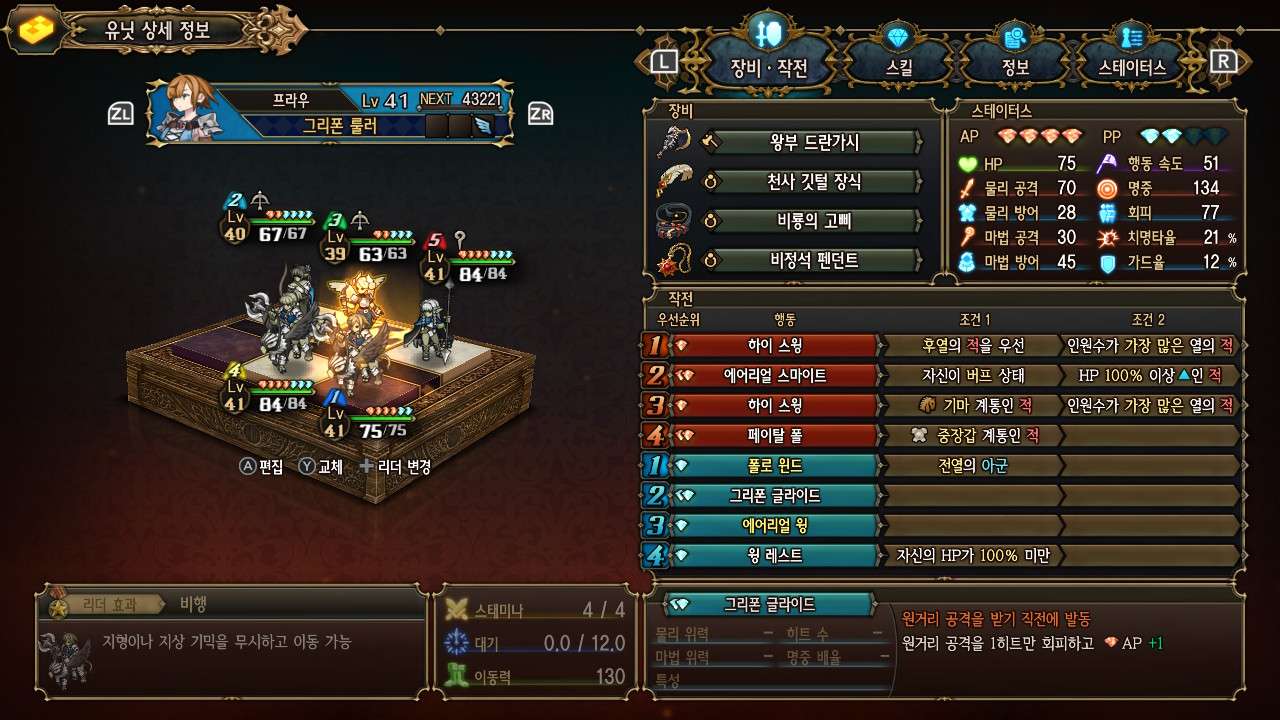 유닛 상세 정보
L
장비·작전
스킬
정보
스테이터스
R
ZL
프라우
Lv 41 NEXT 43221
그리폰 룰러
ZR
2
Lv
40
67/67
3
Lv
39
63/63
5
Lv
41
84/84
4
Lv
41
84/84
1
Lv
41
75/75
A 편집 Y 교체 리더 변경
장비
왕부 드란가시
천사 깃털 장식
비룡의 고삐
비정석 펜던트
스테이터스
AP PP
HP 75 행동 속도 51
물리 공격 70 명중 134
물리 방어 28 회피 77
마법 공격 30 치명타율 21 %
마법 방어 45 가드율 12 %
작전
우선순위 행동 조건 1 조건 2
1 하이 스윙 후열의 적을 우선 인원수가 가장 많은 열의 적
2 에어리얼 스마이트 자신이 버프 상태 HP 100% 이상▲인 적
3 하이 스윙 기마 계통인 적 인원수가 가장 많은 열의 적
4 페이탈 폴 중장갑 계통인 적
1 폴로 윈드 전열의 아군
2 그리폰 글라이드
3 에어리얼 윙
4 윙 레스트 자신의 HP가 100% 미만
리더 효과 비행
지형이나 지상 기믹을 무시하고 이동 가능
스태미나 4 / 4
대기 0.0 / 12.0
이동력 130
그리폰 글라이드
물리 위력 － 히트 수 －
마법 위력 － 명중 배율 －
특성
원거리 공격을 받기 직전에 발동
원거리 공격을 1히트만 회피하고 AP +1